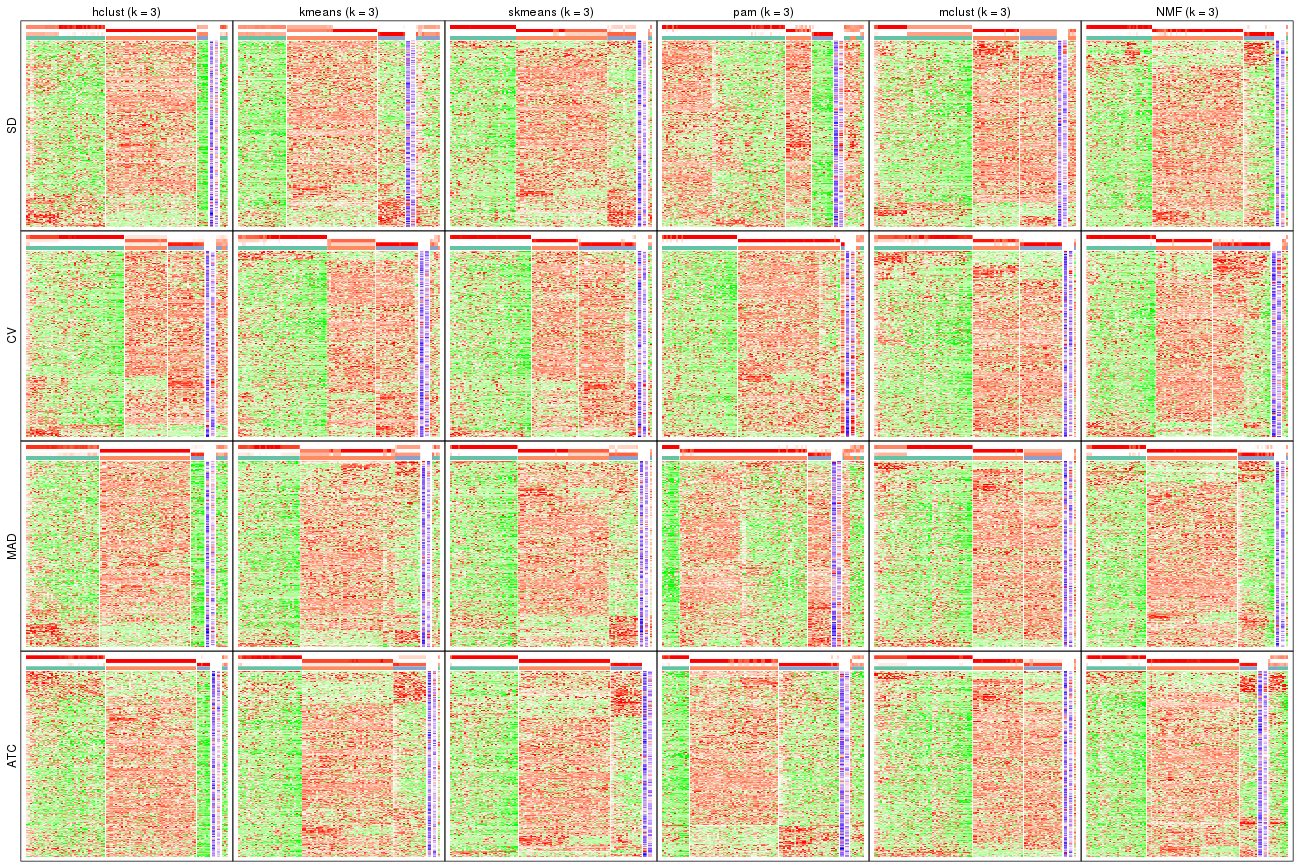 hclust (k = 3) kmeans (k = 3) skmeans (k = 3) pam (k = 3) mclust (k = 3) NMF (k = 3)
SD
CV
MAD
ATC